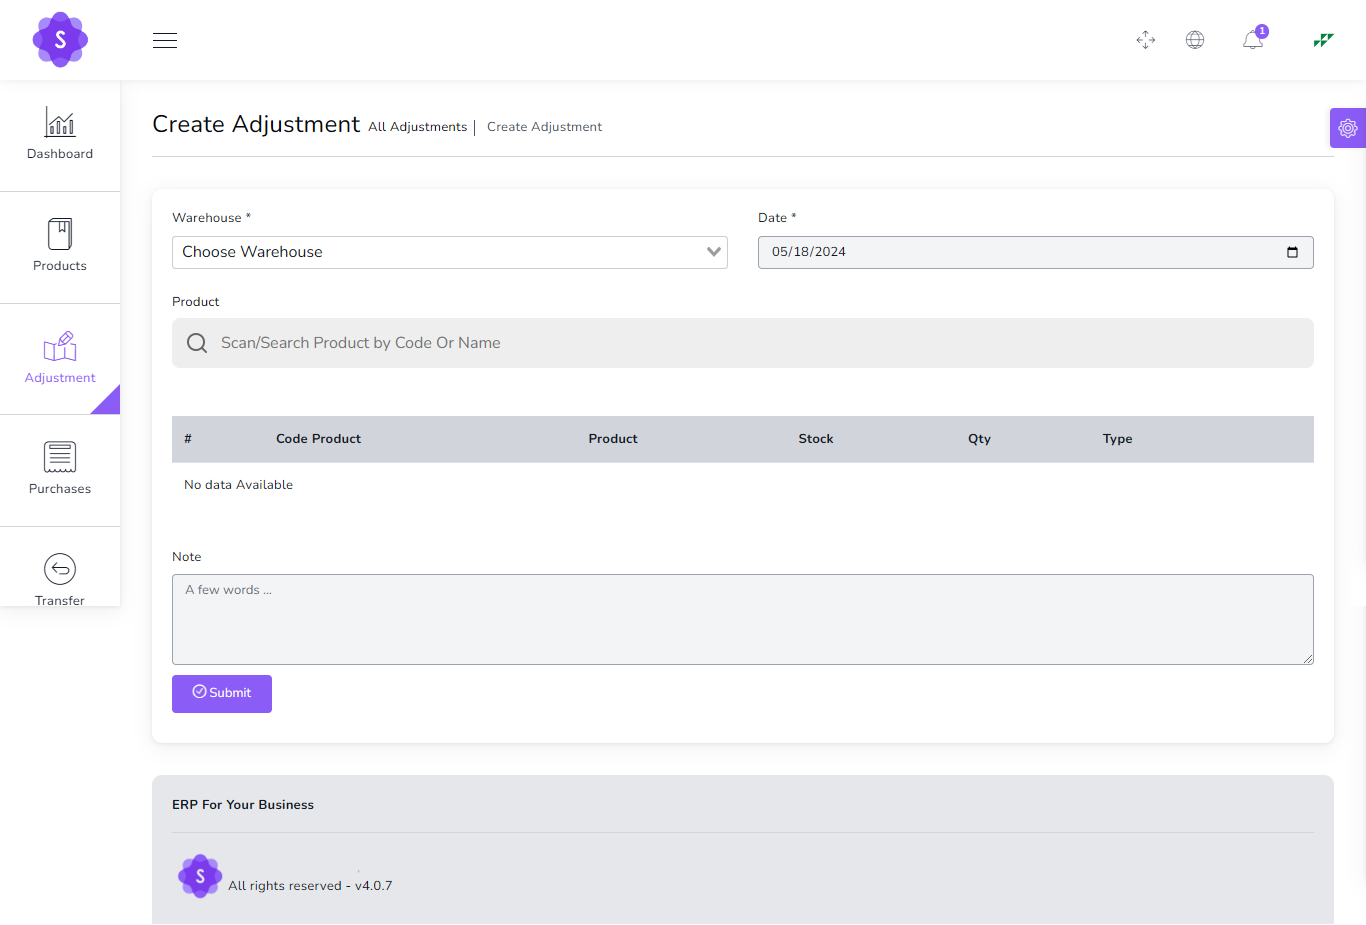 S
1
Create Adjustment All Adjustments | Create Adjustment
Dashboard
Products
Adjustment
Purchases
Transfer
Warehouse *
Date *
Choose Warehouse
05/18/2024
Product
Scan/Search Product by Code Or Name
# Code Product Product Stock Qty Type
No data Available
Note
A few words ...
Submit
ERP For Your Business
S
All rights reserved - v4.0.7